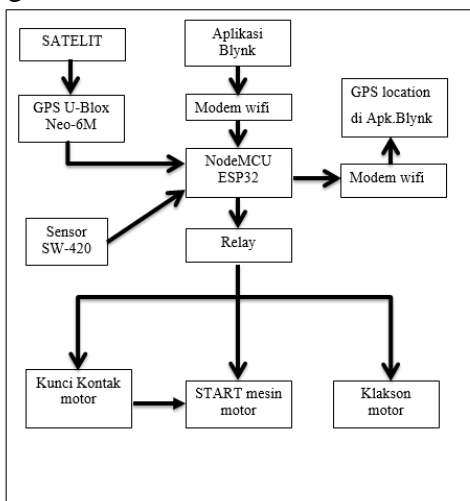 SATELIT
Aplikasi
Blynk
GPS U-Blox
Neo-6M
Modem wifi
GPS location
di Apk.Blynk
NodeMCU
ESP32
Modem wifi
Sensor
SW-420
Relay
Kunci Kontak
motor
START mesin
motor
Klakson
motor